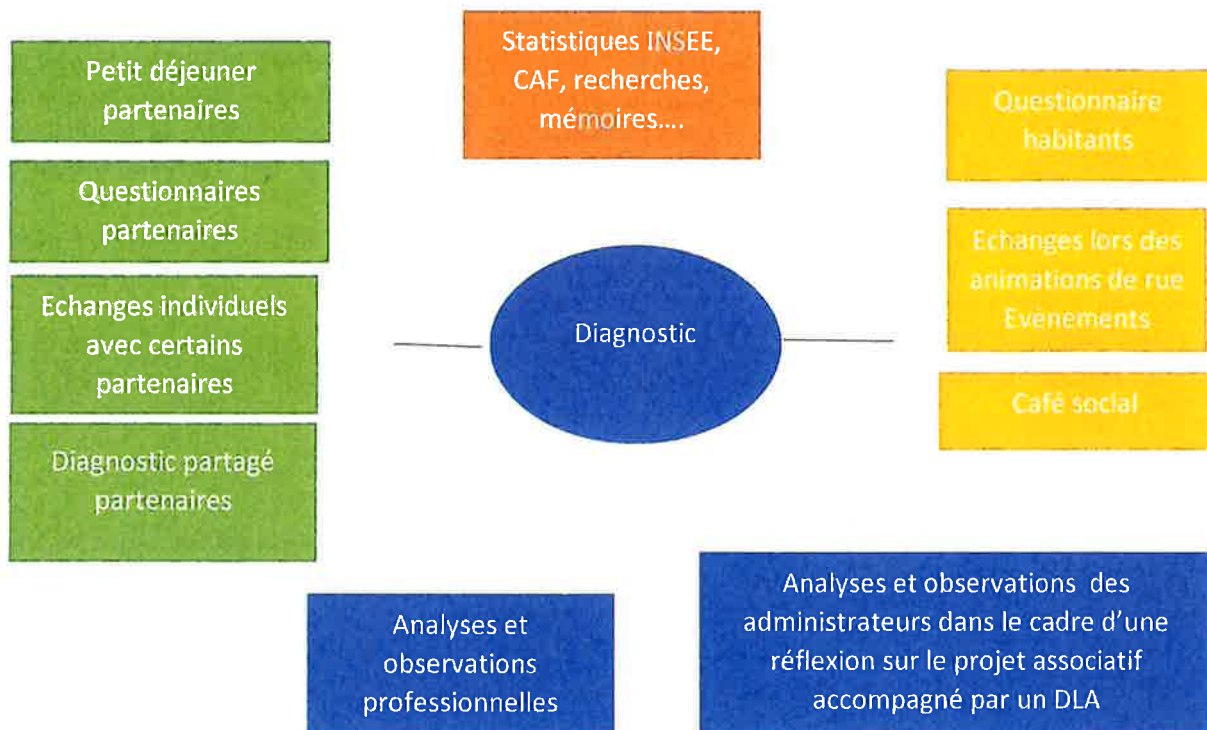 Petit déjeuner
partenaires
Questionnaires
partenaires
Echanges individuels
avec certains
partenaires
Diagnostic partagé
partenaires
Statistiques INSEE,
CAF, recherches,
mémoires....
Diagnostic
Questionnaire
habitants
Echanges lors des
animations de rue
Evènements
Café social
Analyses et
observations
professionnelles
Analyses et observations des
administrateurs dans le cadre d'une
réflexion sur le projet associatif
accompagné par un DLA